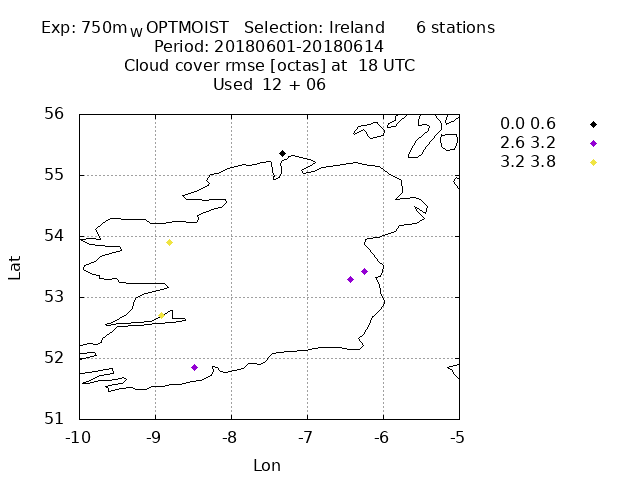 Exp: 750mWOPTMOIST Selection: Ireland 6 stations
Period: 20180601-20180614
Cloud cover rmse [octas] at 18 UTC
Used 12 + 06
0.0 0.6
2.6 3.2
3.2 3.8
56
55
54
53
52
51
Lat
-10 -9 -8 -7 -6 -5
Lon